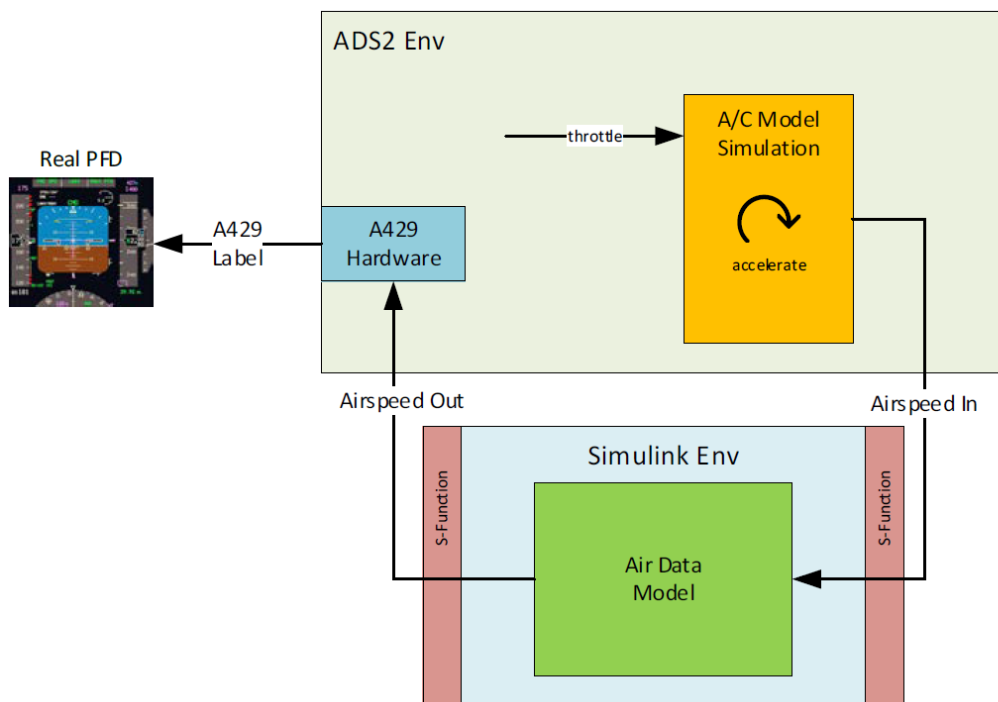 ADS2 Env
throttle
A/C Model
Simulation
accelerate
Real PFD
A429
Label
A429
Hardware
Airspeed Out
Airspeed In
S-Function
Simulink Env
S-Function
Air Data
Model